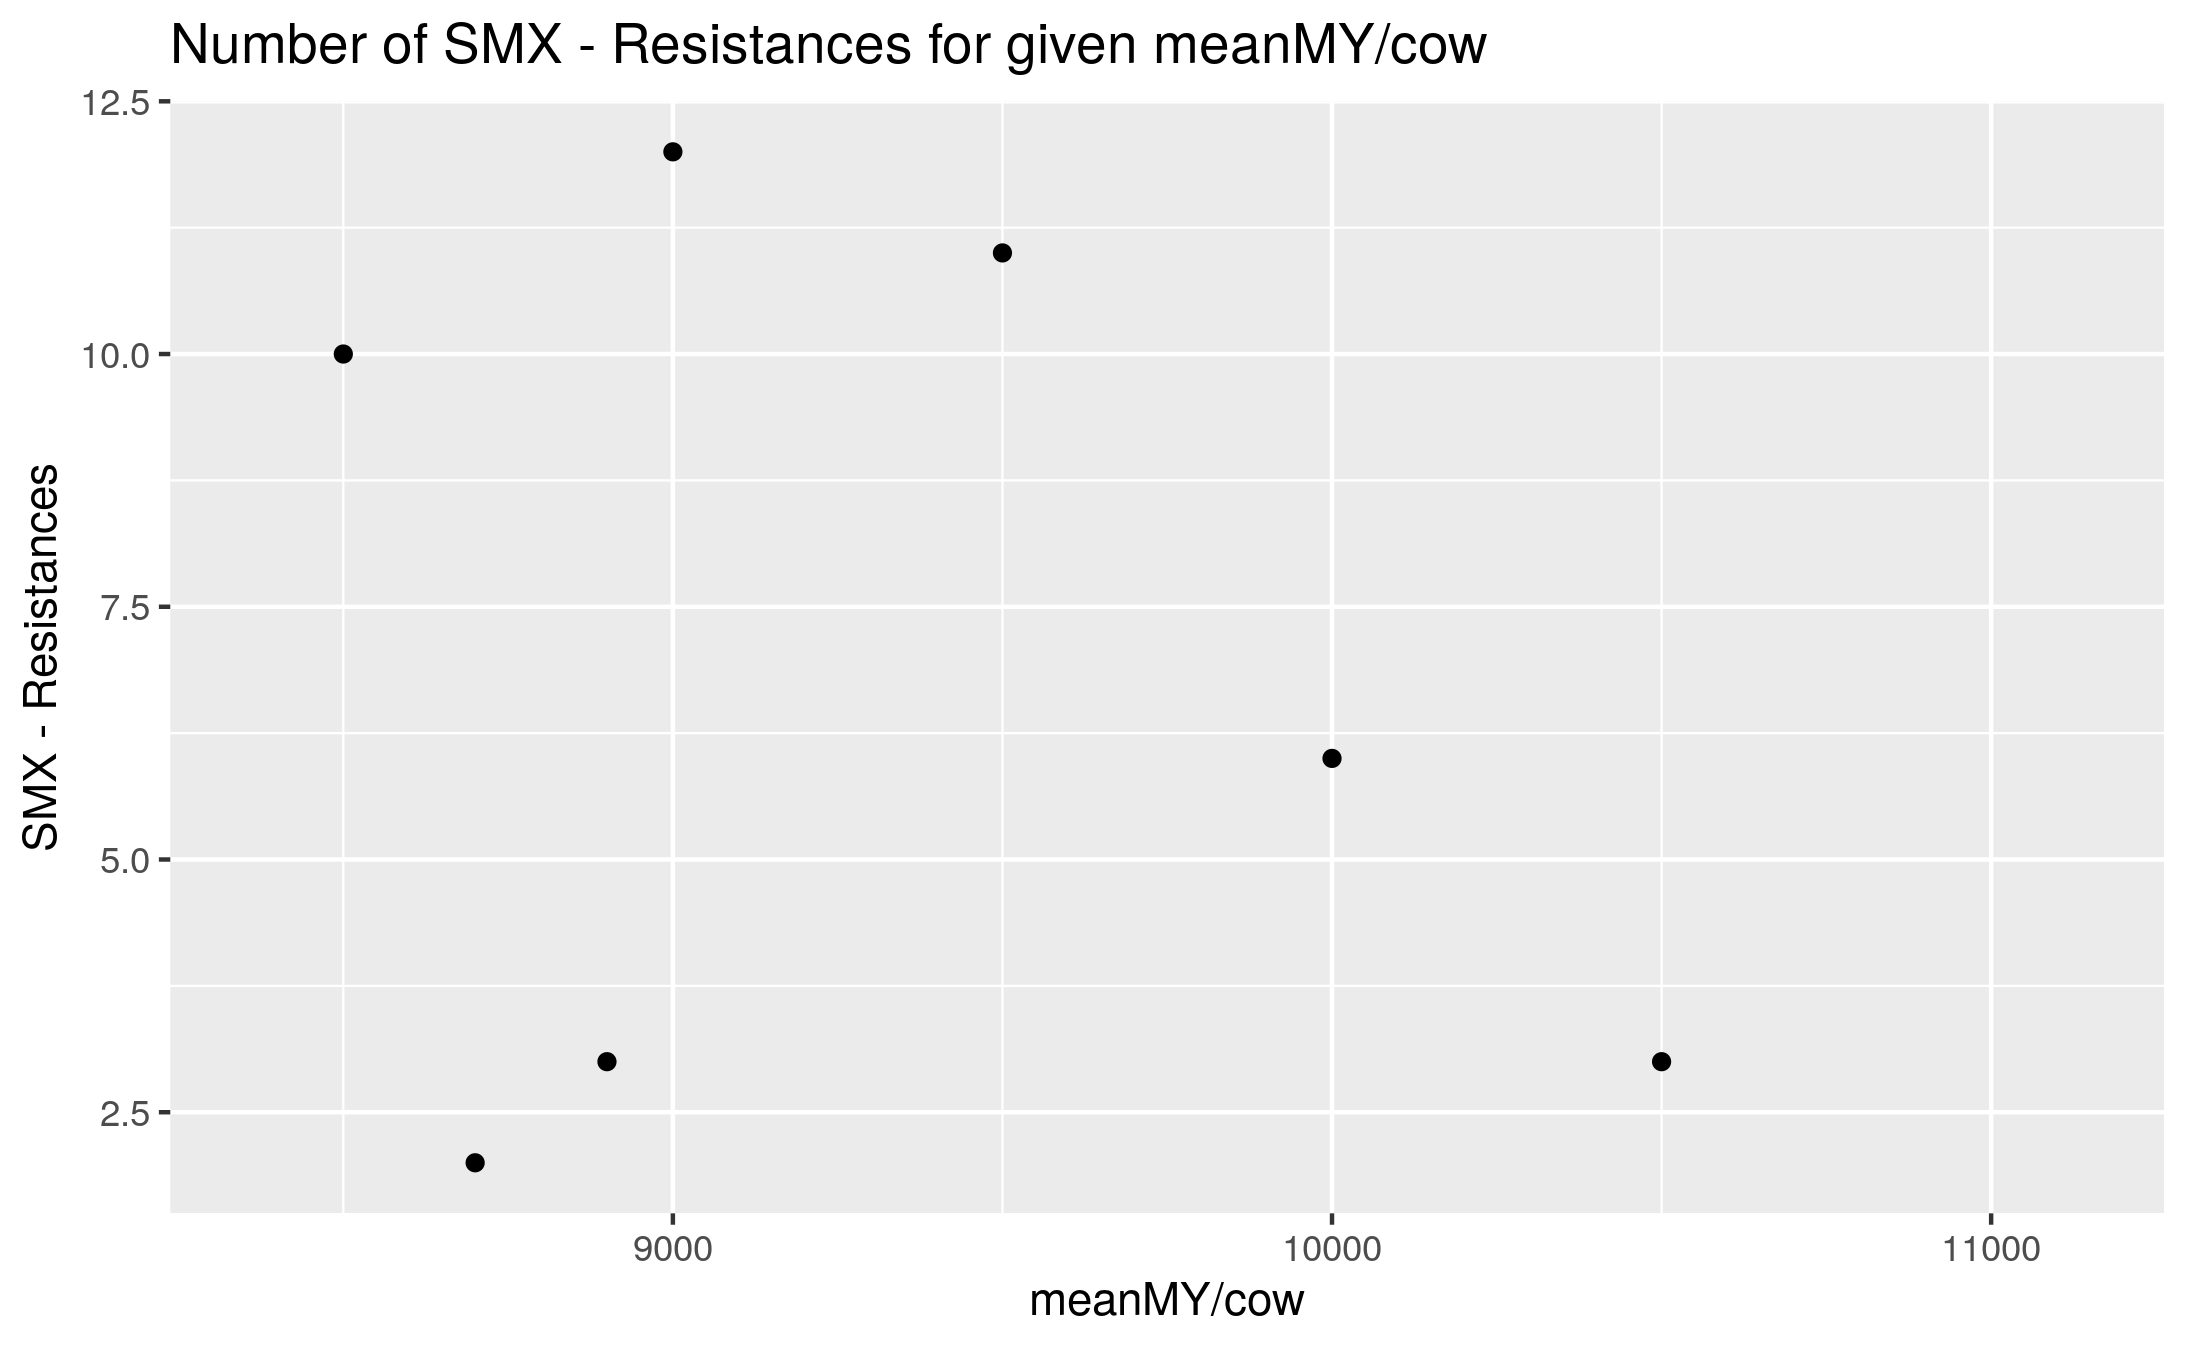 Number of SMX - Resistances for given meanMY/cow
12.5
10.0
7.5
5.0
2.5
SMX - Resistances
9000 10000 11000
meanMY/cow